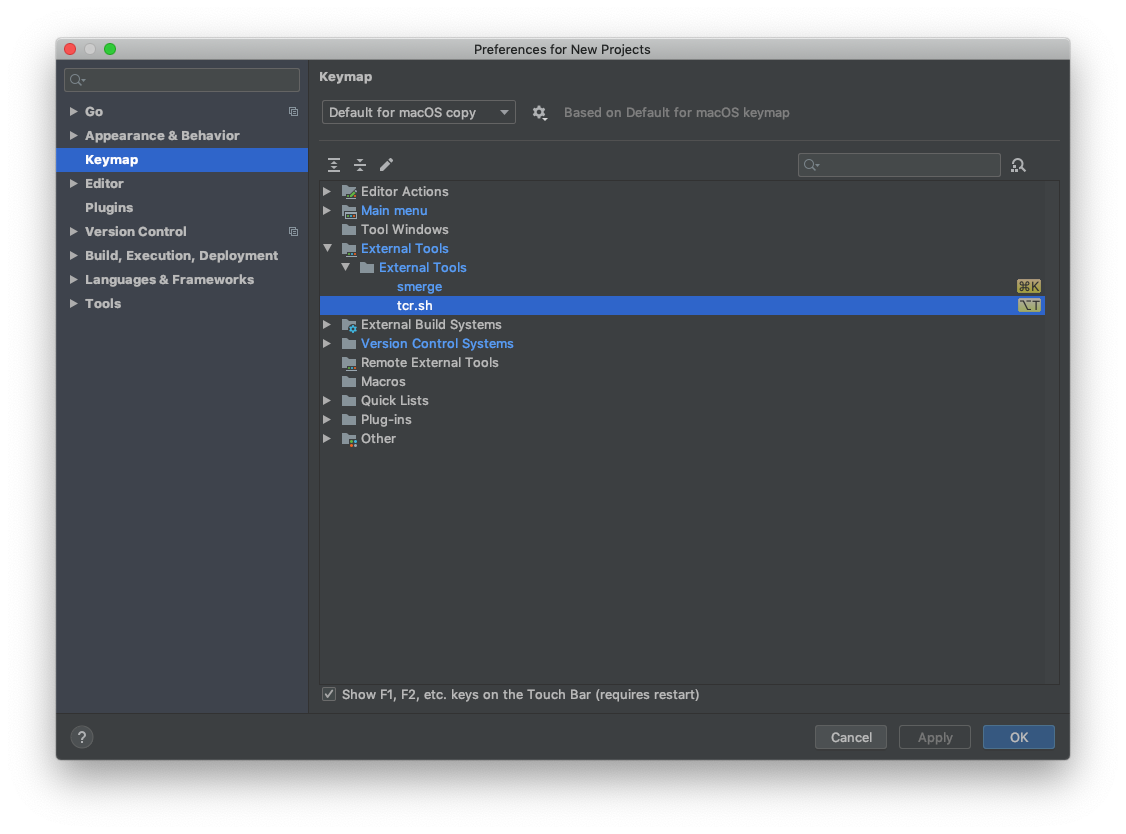 Preferences for New Projects
Go
Appearance & Behavior
Keymap
Editor
Plugins
Version Control
Build, Execution, Deployment
Languages & Frameworks
Tools
Keymap
Default for macOS copy
Based on Default for macOS keymap
Editor Actions
Main menu
Tool Windows
External Tools
External Tools
smerge ⌘K
tcr.sh ⌥T
External Build Systems
Version Control Systems
Remote External Tools
Macros
Quick Lists
Plug-ins
Other
Show F1, F2, etc. keys on the Touch Bar (requires restart)
? Cancel Apply OK